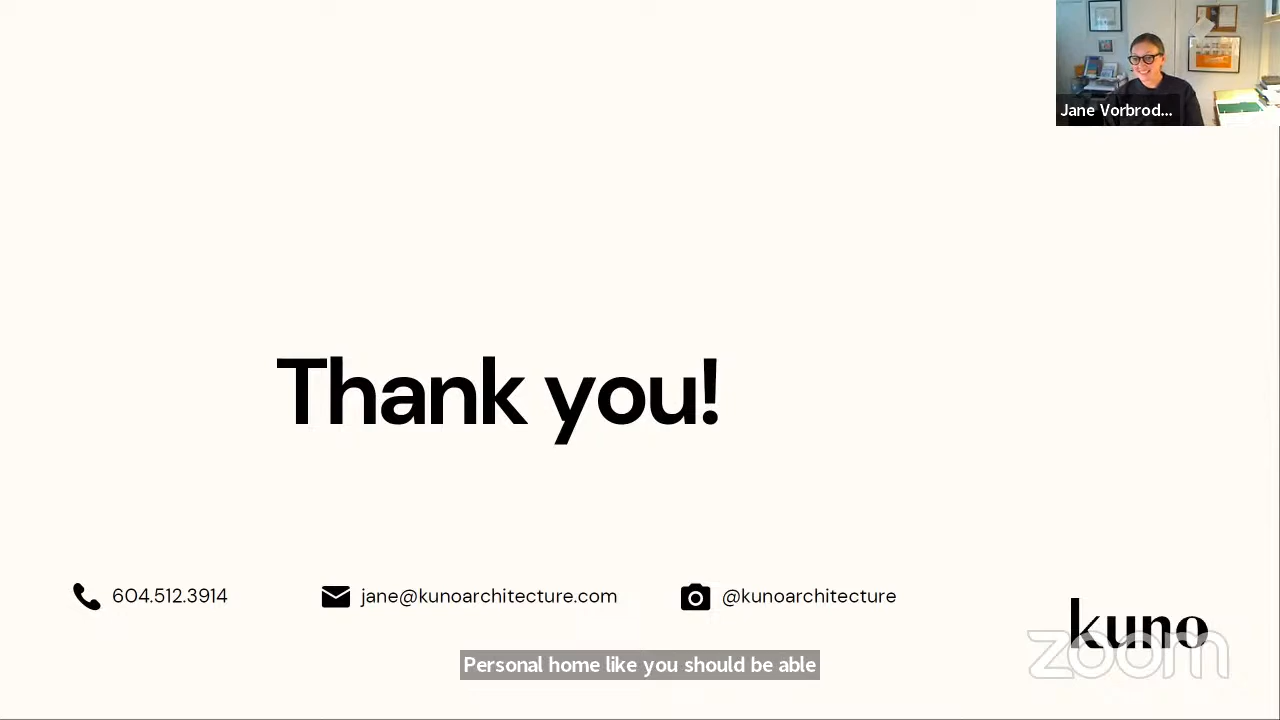 Jane Vorbrod...
Thank you!
604.512.3914
jane@kunoarchitecture.com
@kunoarchitecture
kuno
zoom
Personal home like you should be able